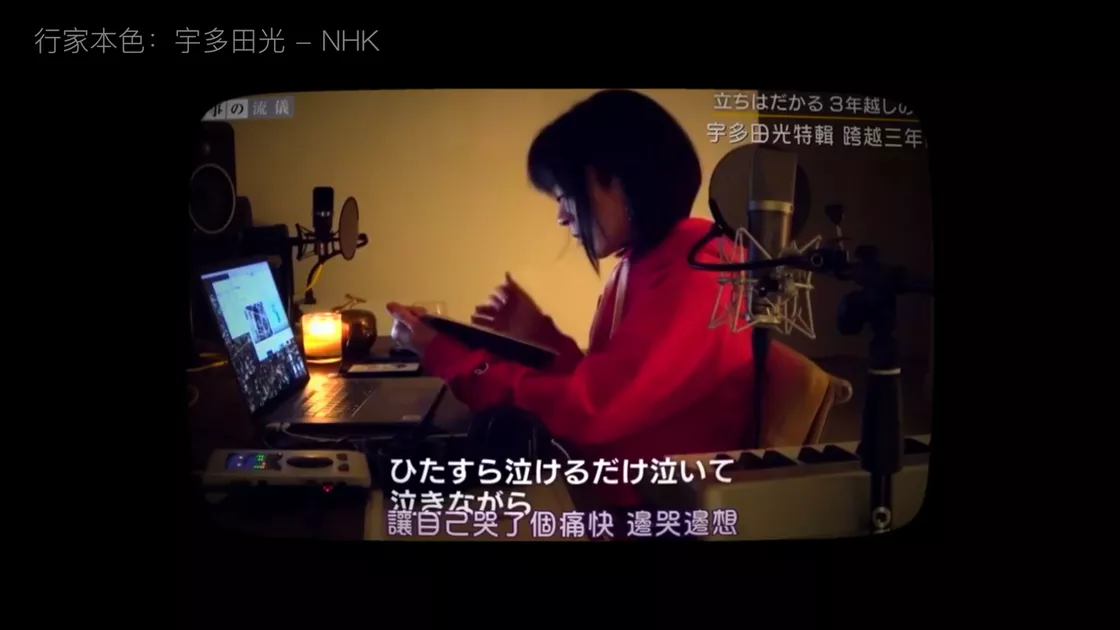 行家本色：宇多田光 – NHK
事の流儀
立ちはだかる３年越しの
宇多田光特輯 跨越三年
ひたすら泣けるだけ泣いて
泣きながら
讓自己哭了個痛快 邊哭邊想